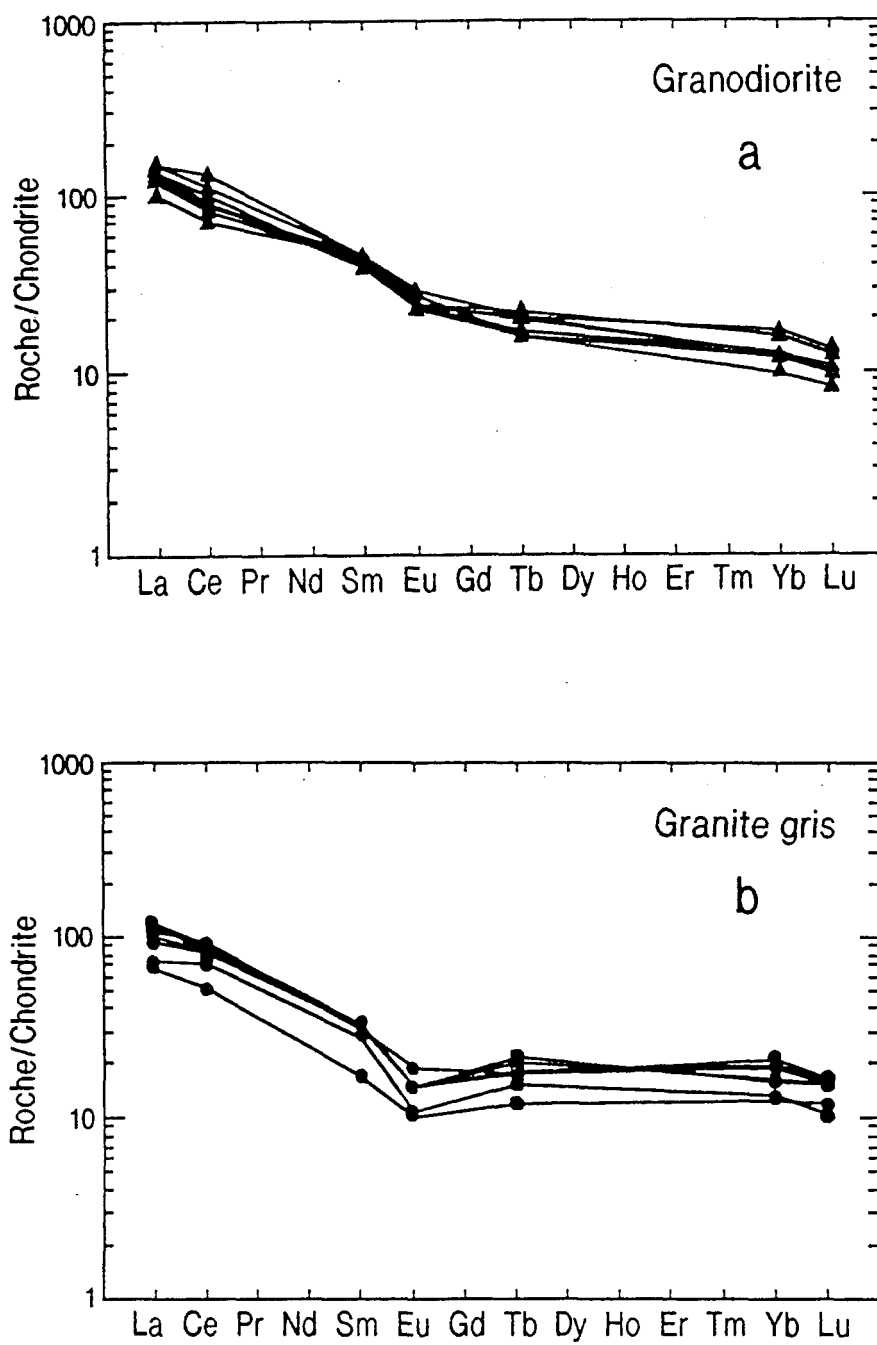 1000
Granodiorite
a
100
Roche/Chondrite
10
1
La Ce Pr Nd Sm Eu Gd Tb Dy Ho Er Tm Yb Lu
1000
Granite gris
b
100
Roche/Chondrite
10
1
La Ce Pr Nd Sm Eu Gd Tb Dy Ho Er Tm Yb Lu